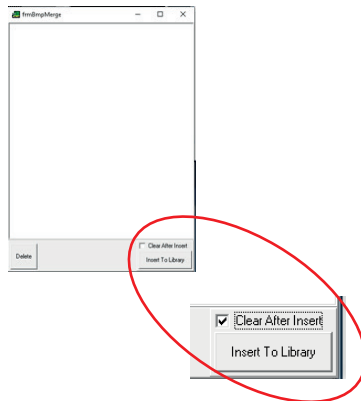 frmBmpMerge
Clear After Insert
Delete
Insert To Library
Clear After Insert
Insert To Library